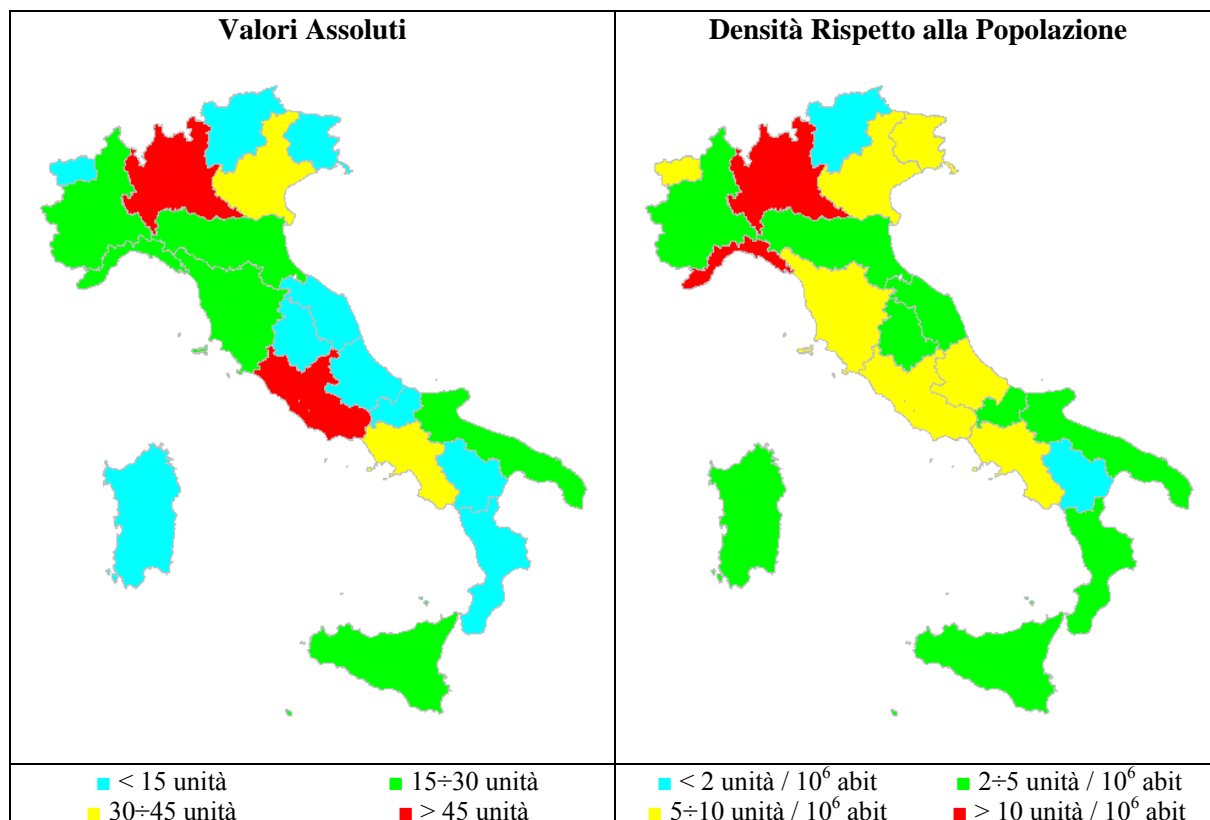 Valori Assoluti
Densità Rispetto alla Popolazione
< 15 unità 15÷30 unità
30÷45 unità > 45 unità
< 2 unità / 10⁶ abit 2÷5 unità / 10⁶ abit
5÷10 unità / 10⁶ abit > 10 unità / 10⁶ abit